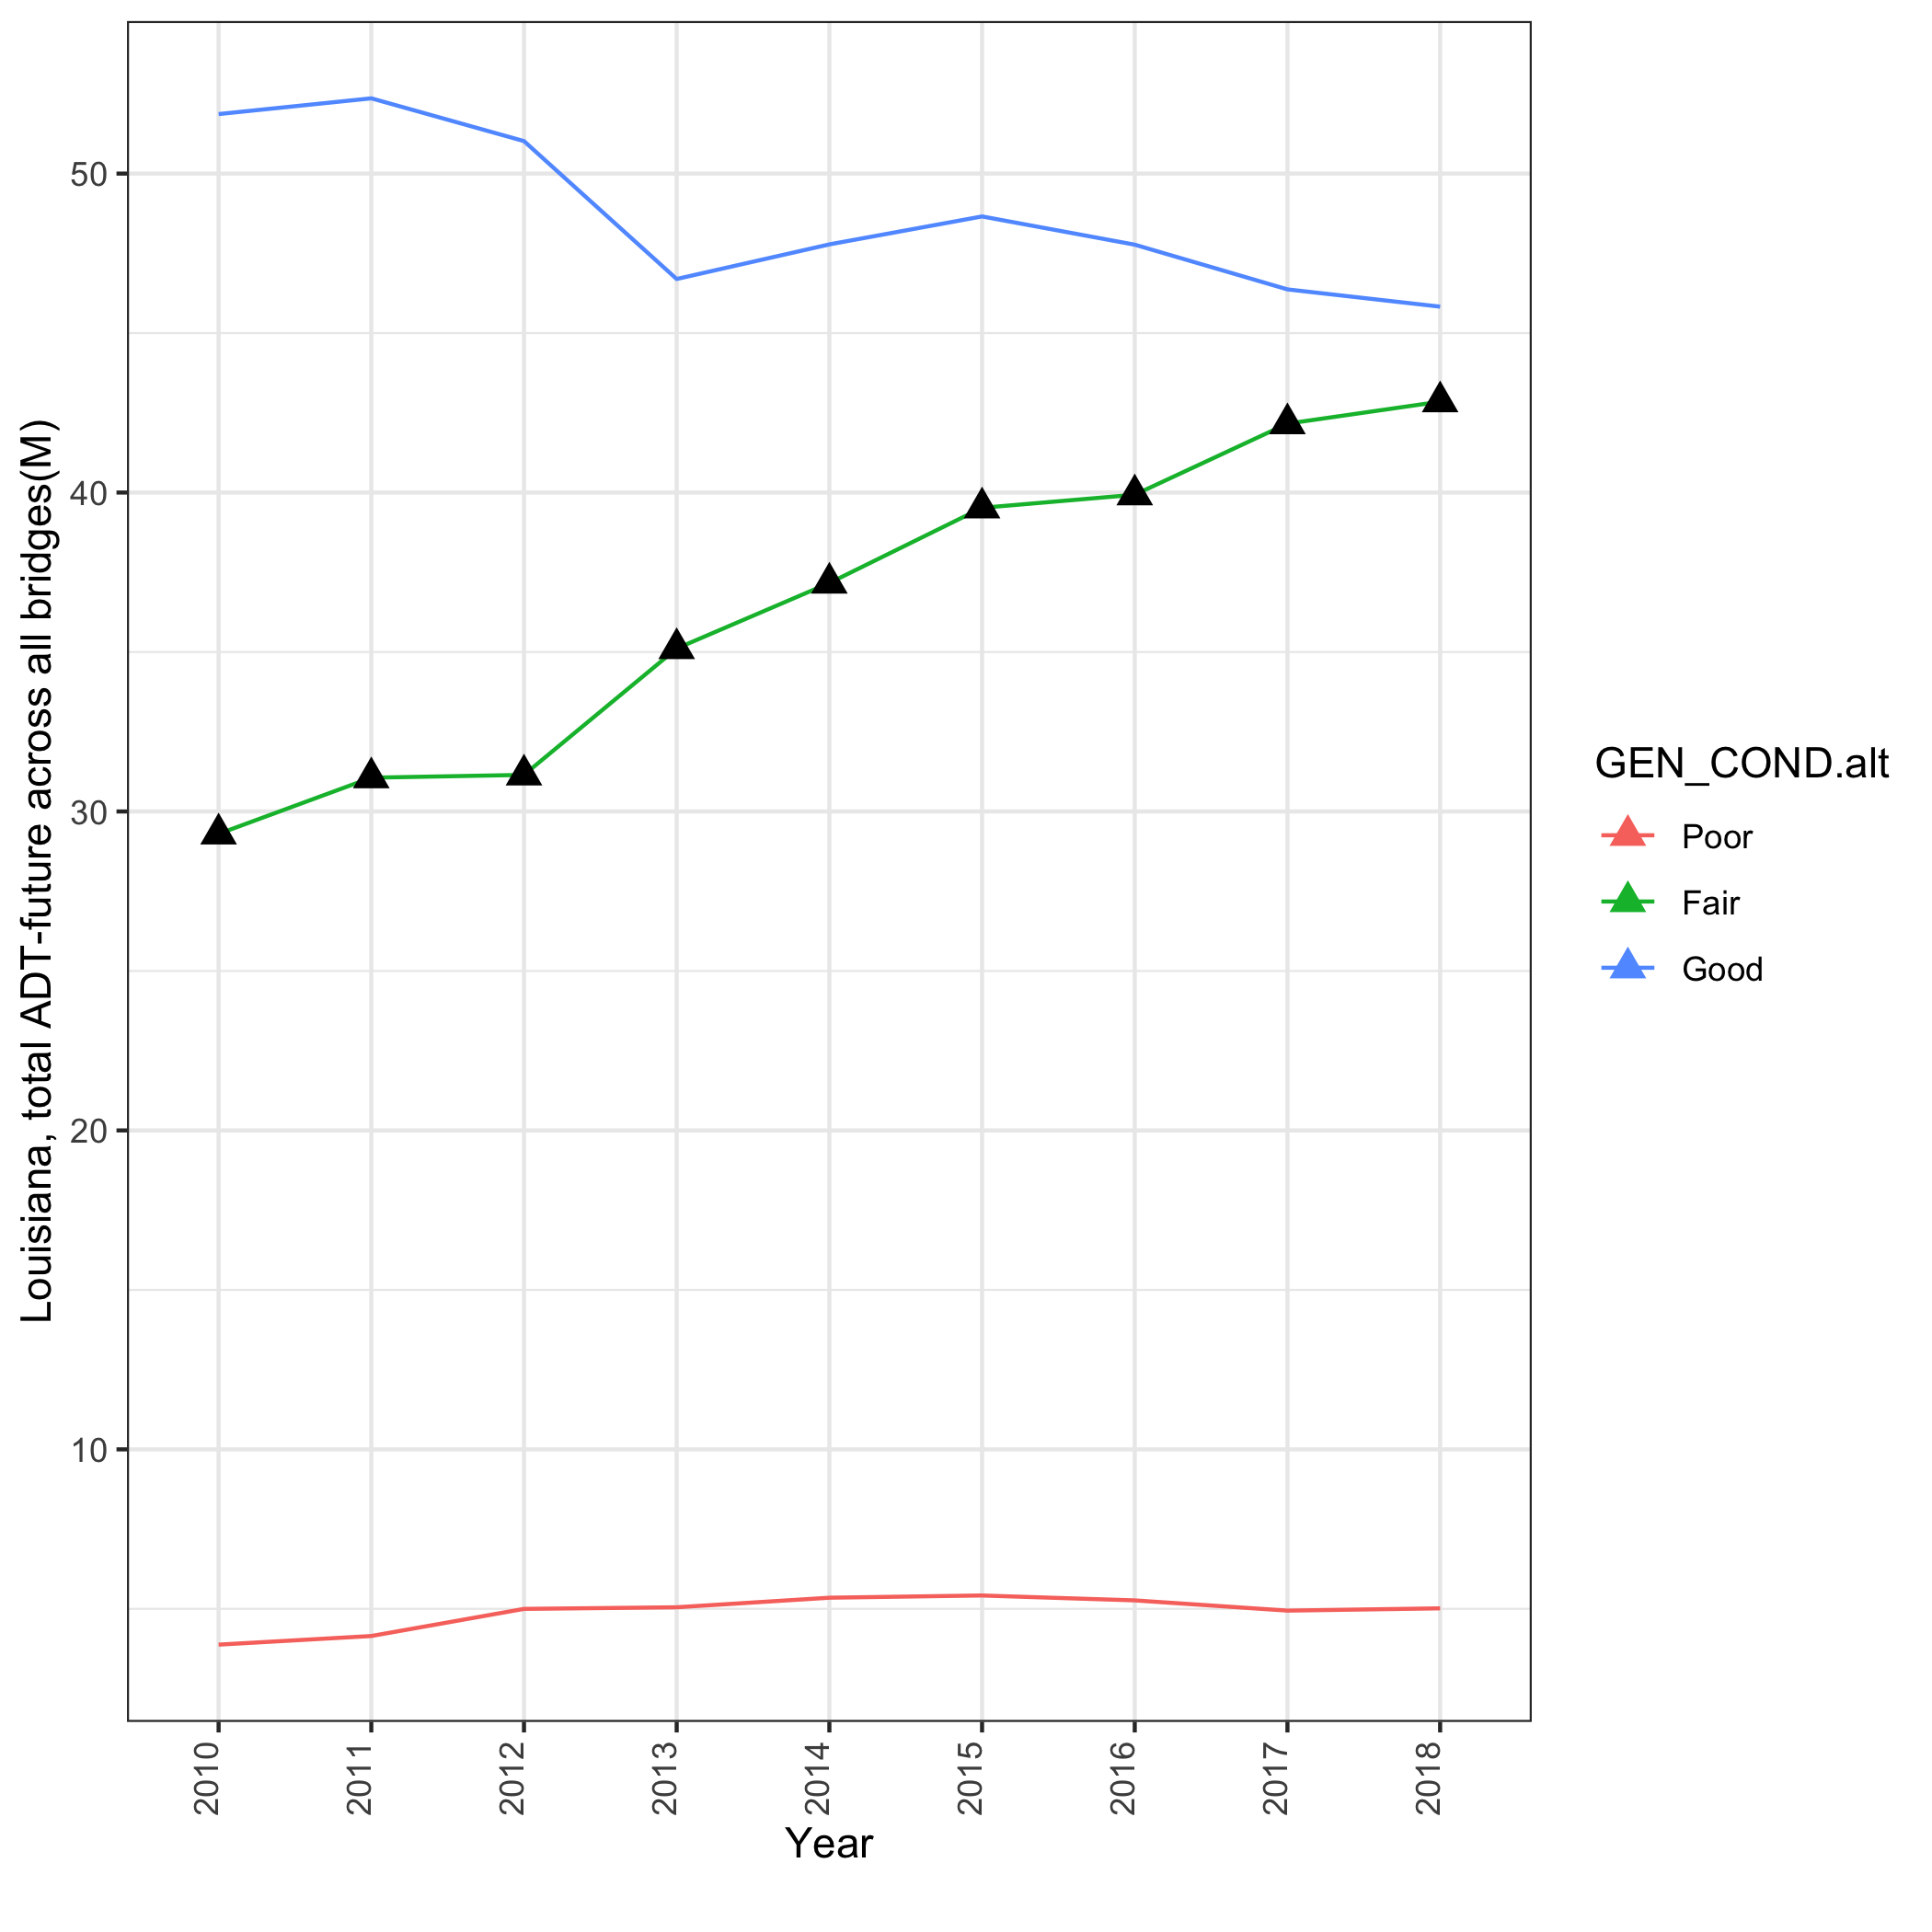 Louisiana, total ADT-future across all bridges(M)
50
40
30
20
10
2010
2011
2012
2013
2014
2015
2016
2017
2018
Year
GEN_COND.alt
Poor
Fair
Good